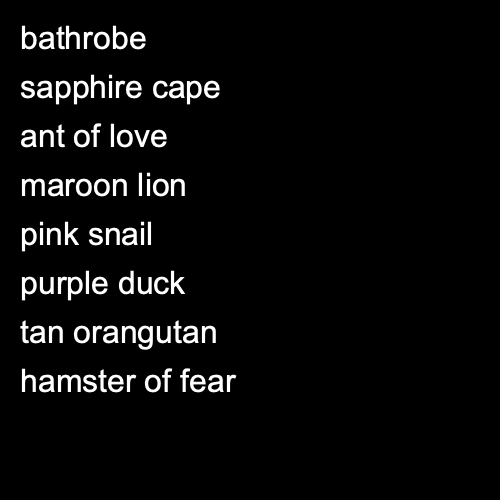 bathrobe
sapphire cape
ant of love
maroon lion
pink snail
purple duck
tan orangutan
hamster of fear